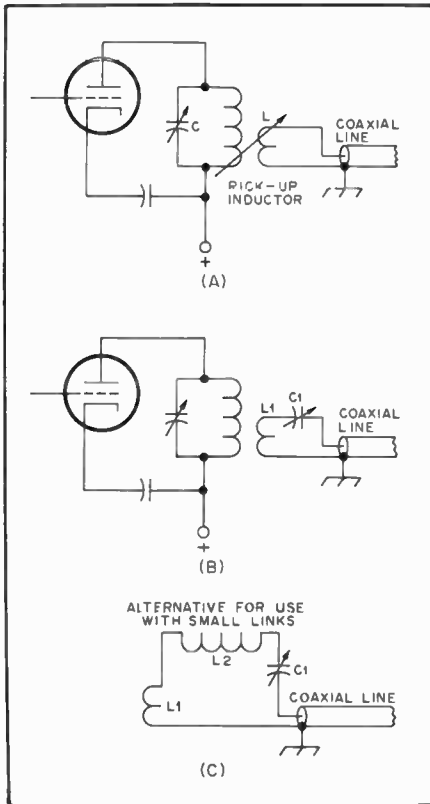 C
L
COAXIAL
LINE
RICK-UP
INDUCTOR
+
(A)
L1
C1
COAXIAL
LINE
+
(B)
ALTERNATIVE FOR USE
WITH SMALL LINKS
L2
C1
L1
COAXIAL LINE
(C)